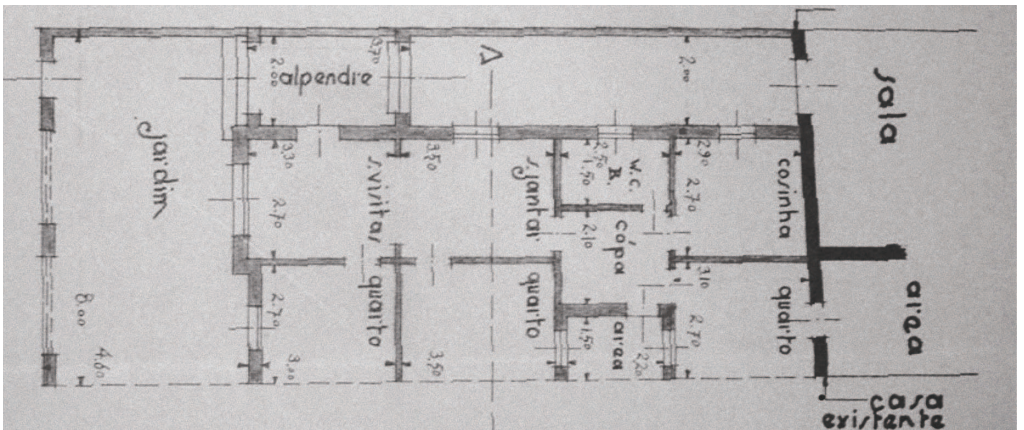 jardim
8.00
4.60
2.00
alpendre
3.70
A
2.00
3.30
2.70
s.visitas
3.50
s.jantar
2.50
1.50
W.C.
B.
2.90
2.70
cosinha
sala
2.10
cópa
3.10
2.70
3.00
quarto
3.50
quarto
1.50
area
2.20
2.70
quarto
area
casa
existente